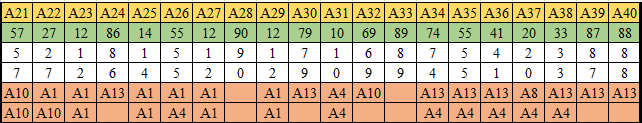 A21 A22 A23 A24 A25 A26 A27 A28 A29 A30 A31 A32 A33 A34 A35 A36 A37 A38 A39 A40
57 27 12 86 14 55 12 90 12 79 10 69 89 74 55 41 20 33 87 88
5 2 1 8 1 5 1 9 1 7 1 6 8 7 5 4 2 3 8 8
7 7 2 6 4 5 2 0 2 9 0 9 9 4 5 1 0 3 7 8
A10 A1 A1 A13 A1 A1 A1 A1 A13 A4 A10 A13 A13 A13 A8 A13 A13 A13
A10 A10 A1 A1 A4 A1 A1 A4 A4 A4 A4 A4 A4